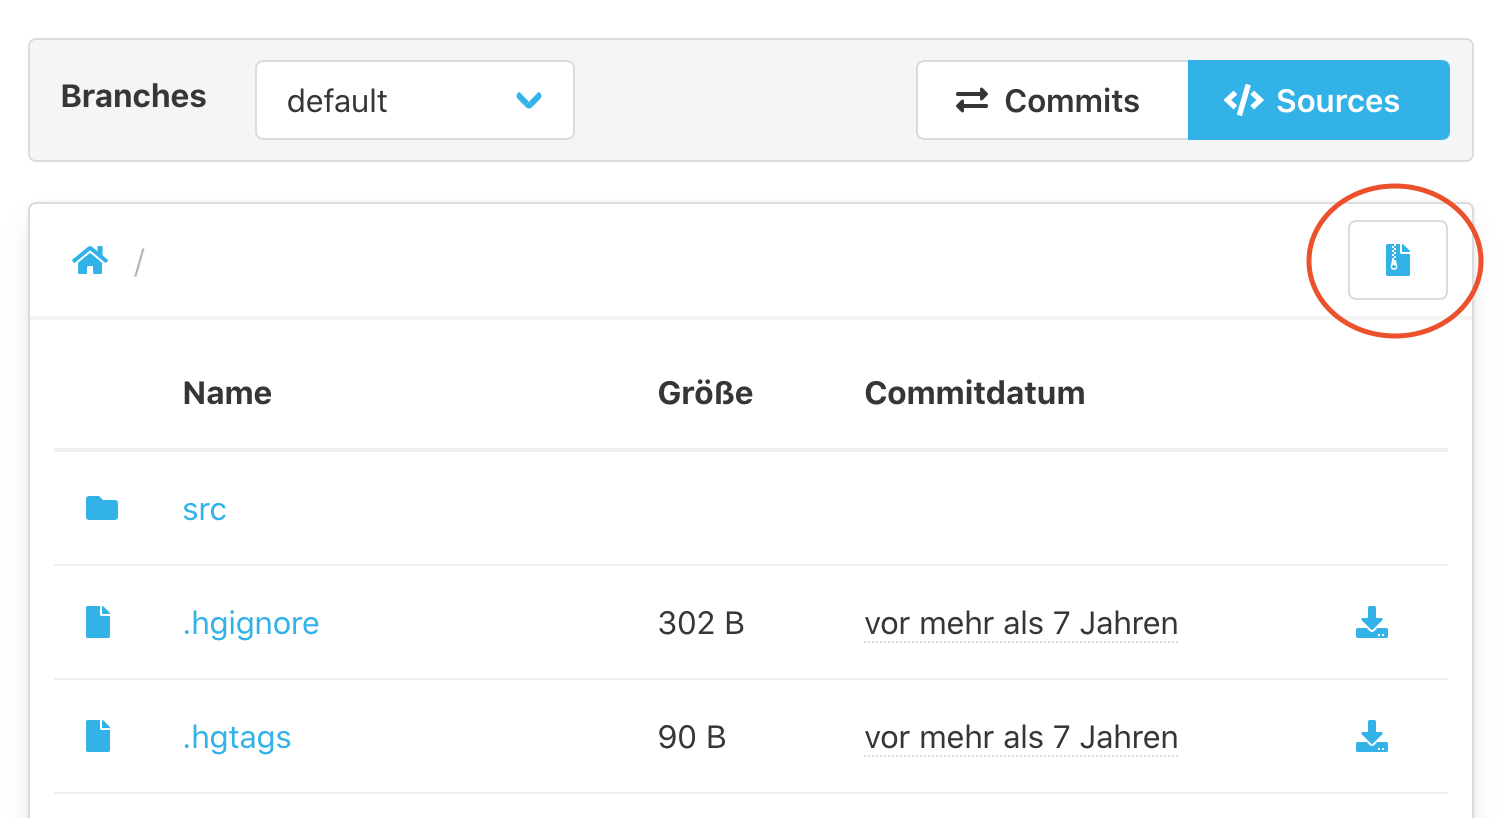 Branches default Commits </> Sources
/
Name Größe Commitdatum
src
.hgignore 302 B vor mehr als 7 Jahren
.hgtags 90 B vor mehr als 7 Jahren